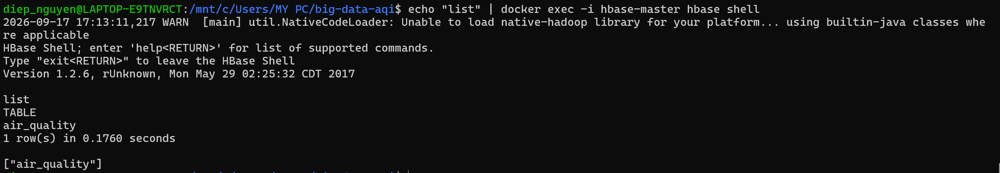 diep_nguyen@LAPTOP-E9TNVRCT:/mnt/c/Users/MY PC/big-data-aqi$ echo "list" | docker exec -i hbase-master hbase shell
2026-09-17 17:13:11,217 WARN  [main] util.NativeCodeLoader: Unable to load native-hadoop library for your platform... using builtin-java classes whe
re applicable
HBase Shell; enter 'help<RETURN>' for list of supported commands.
Type "exit<RETURN>" to leave the HBase Shell
Version 1.2.6, rUnknown, Mon May 29 02:25:32 CDT 2017
list
TABLE
air_quality
1 row(s) in 0.1760 seconds
["air_quality"]